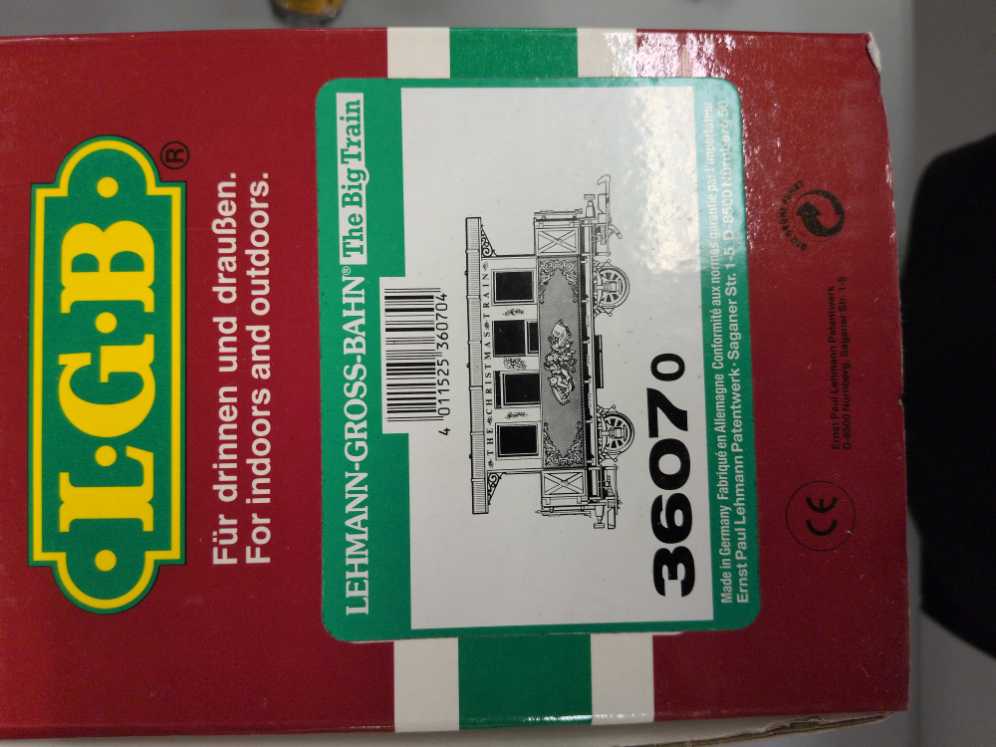 L·G·B
®
Für drinnen und draußen.
For indoors and outdoors.
LEHMANN-GROSS-BAHN® The Big Train
4 011525 360704
THE CHRISTMAS TRAIN
36070
Made in Germany Fabriqué en Allemagne Conformité aux normes garantie par l'importateur
Ernst Paul Lehmann Patentwerk · Saganer Str. 1-5 D-8500 Nürnberg 50
CE
Ernst Paul Lehmann Patentwerk
D-8500 Nürnberg, Saganer Str. 1-5